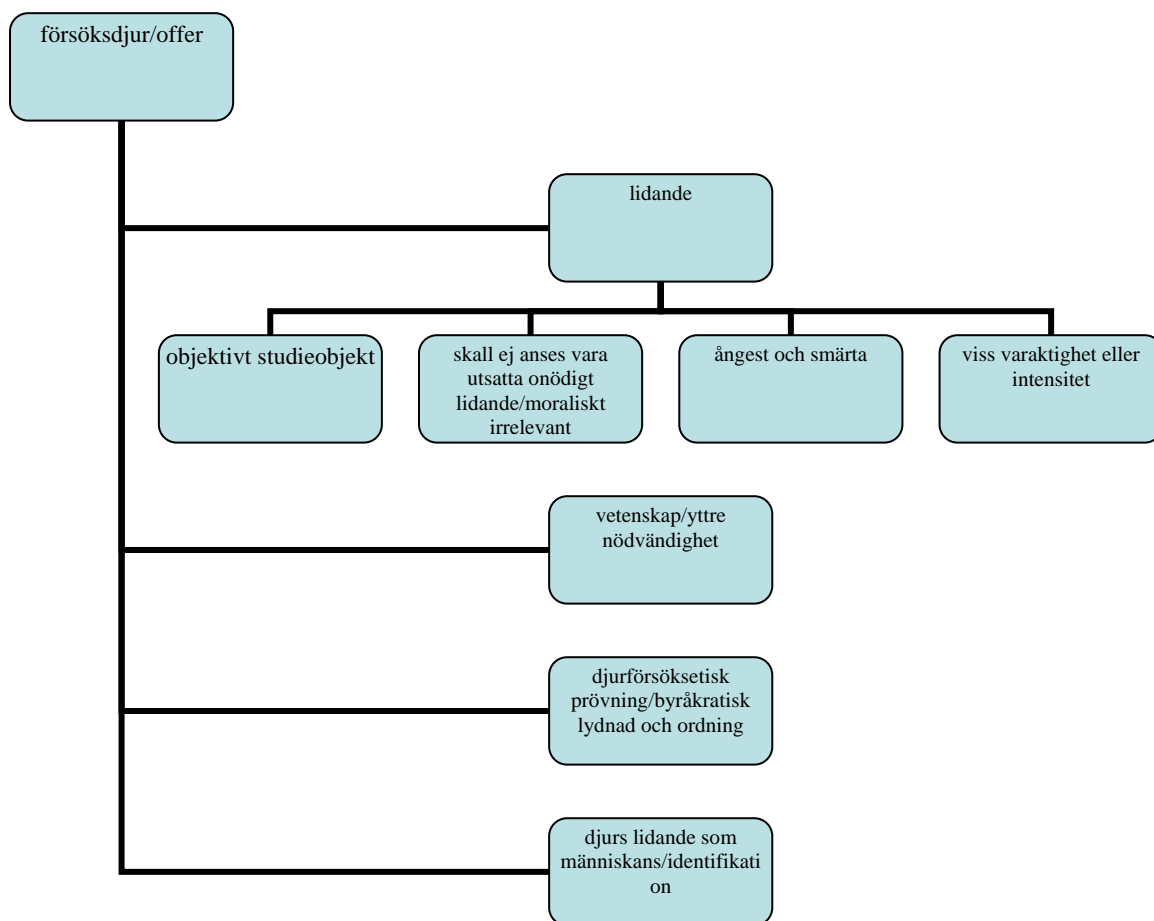 försöksdjur/offer
lidande
objektivt studieobjekt
skall ej anses vara
utsatta onödigt
lidande/moraliskt
irrelevant
ångest och smärta
viss varaktighet eller
intensitet
vetenskap/yttre
nödvändighet
djurförsöksetisk
prövning/byråkratisk
lydnad och ordning
djurs lidande som
människans/identifikati
on